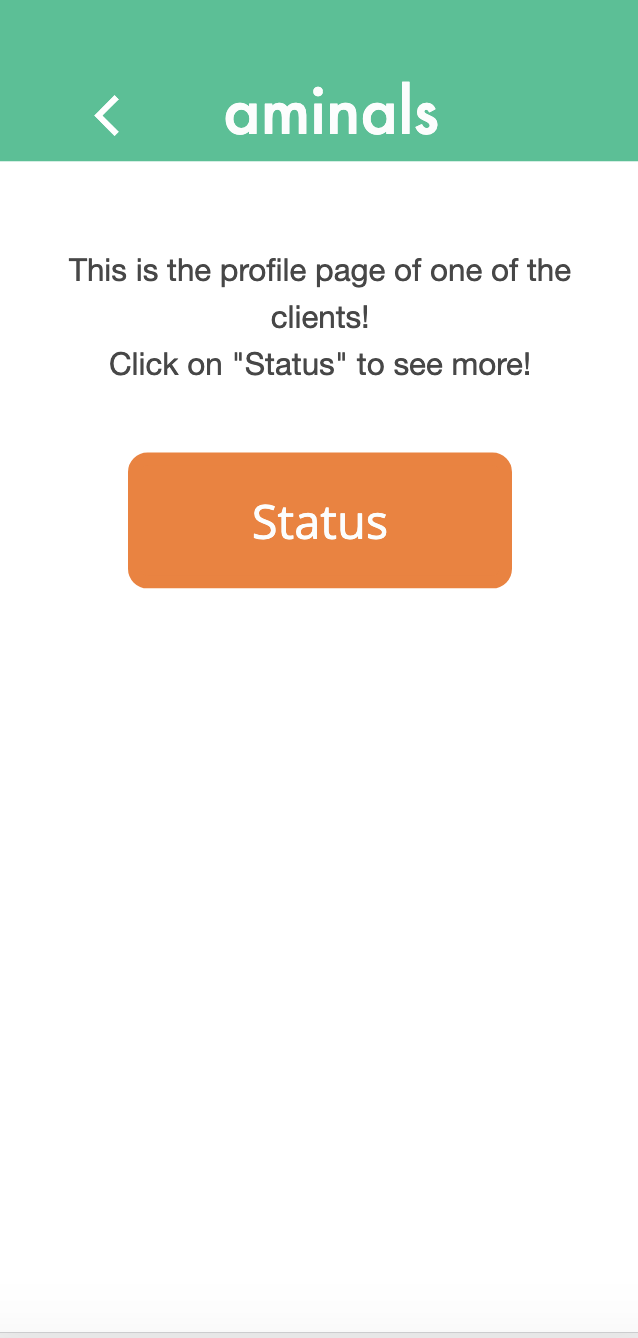 aminals
This is the profile page of one of the
clients!
Click on "Status" to see more!
Status